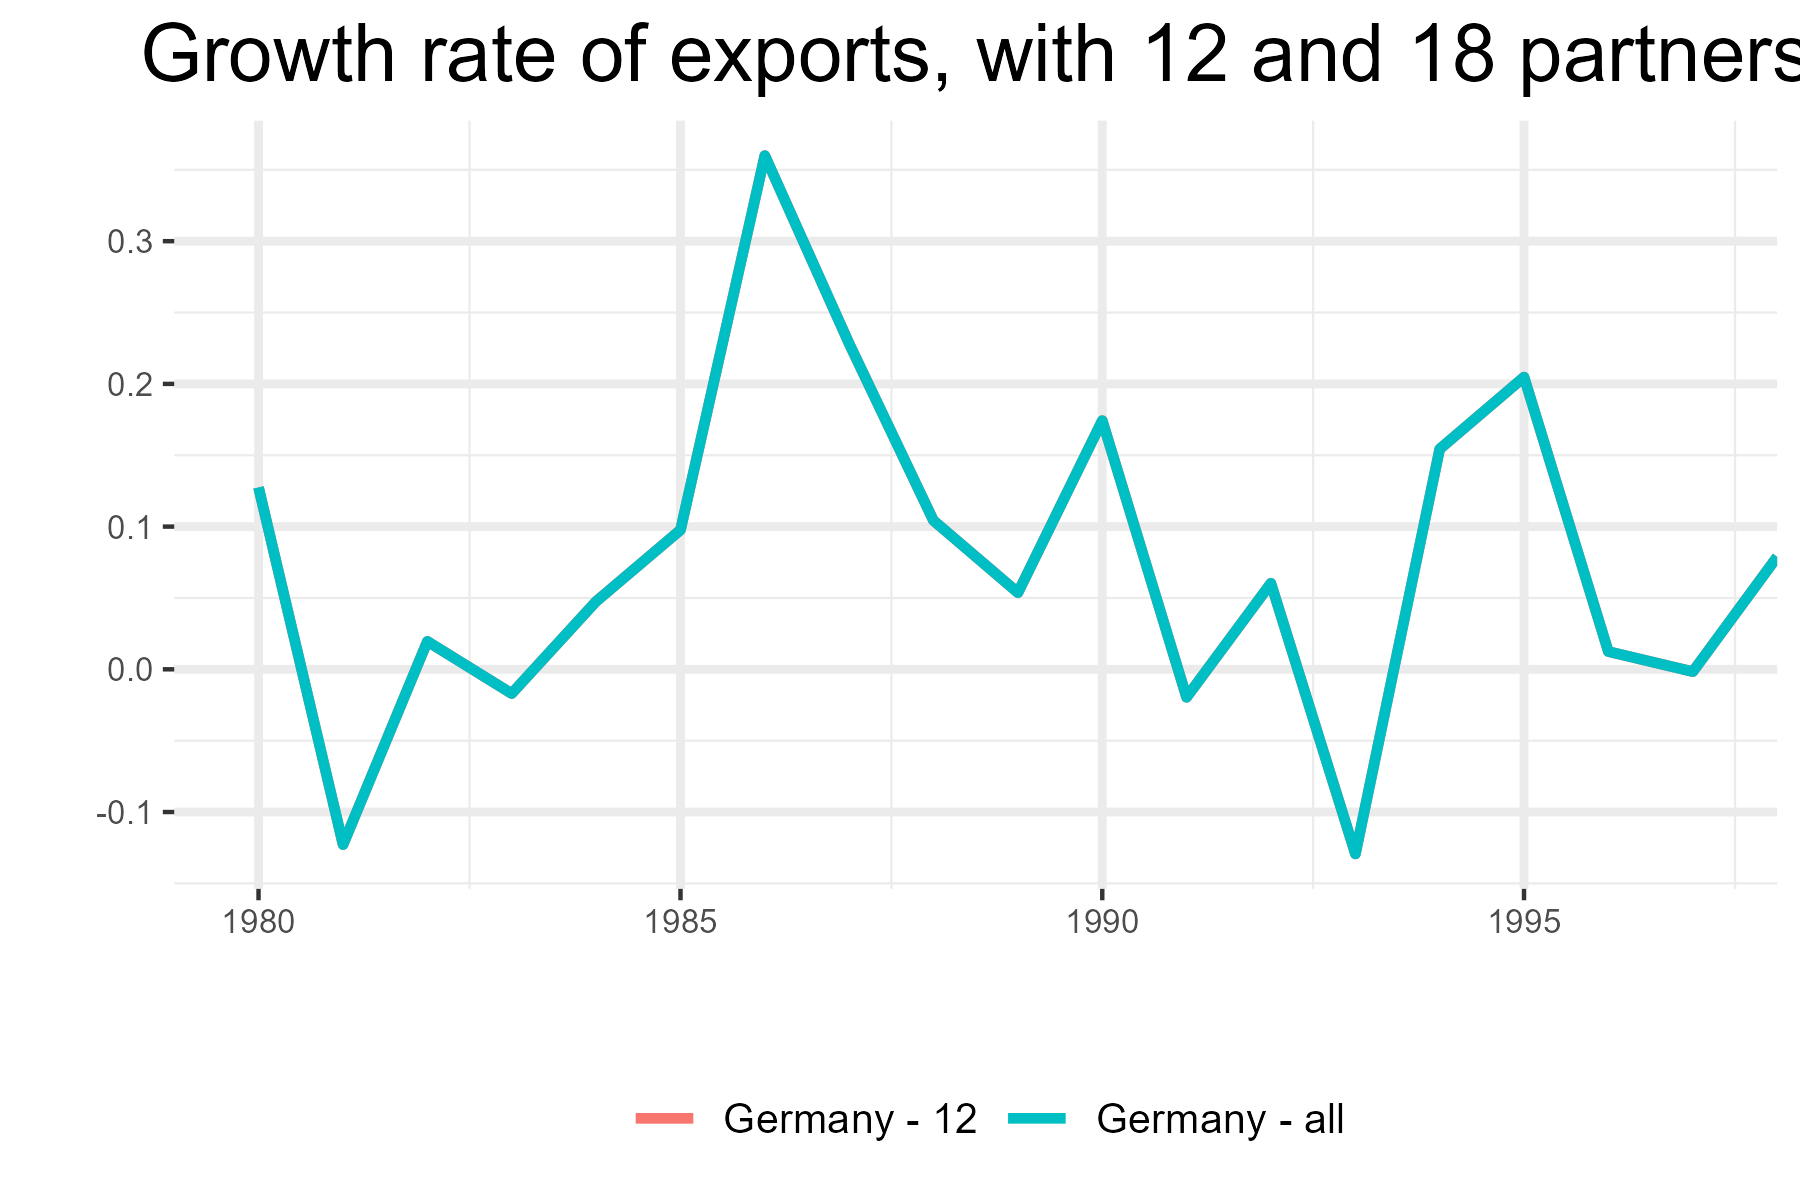 Growth rate of exports, with 12 and 18 partners
0.3
0.2
0.1
0.0
-0.1
1980 1985 1990 1995
Germany - 12 Germany - all